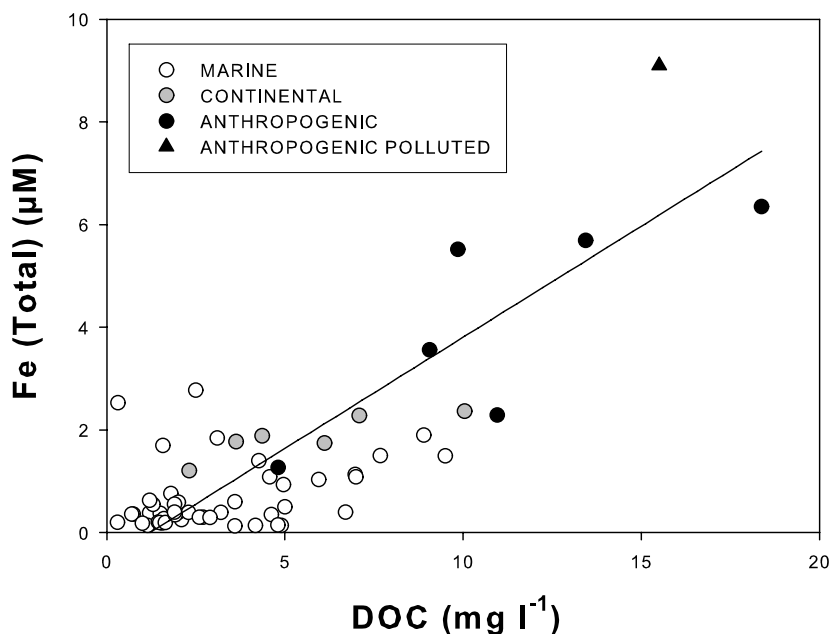 10
8
6
4
2
0
Fe (Total) (µM)
MARINE
CONTINENTAL
ANTHROPOGENIC
ANTHROPOGENIC POLLUTED
0 5 10 15 20
DOC (mg l⁻¹)